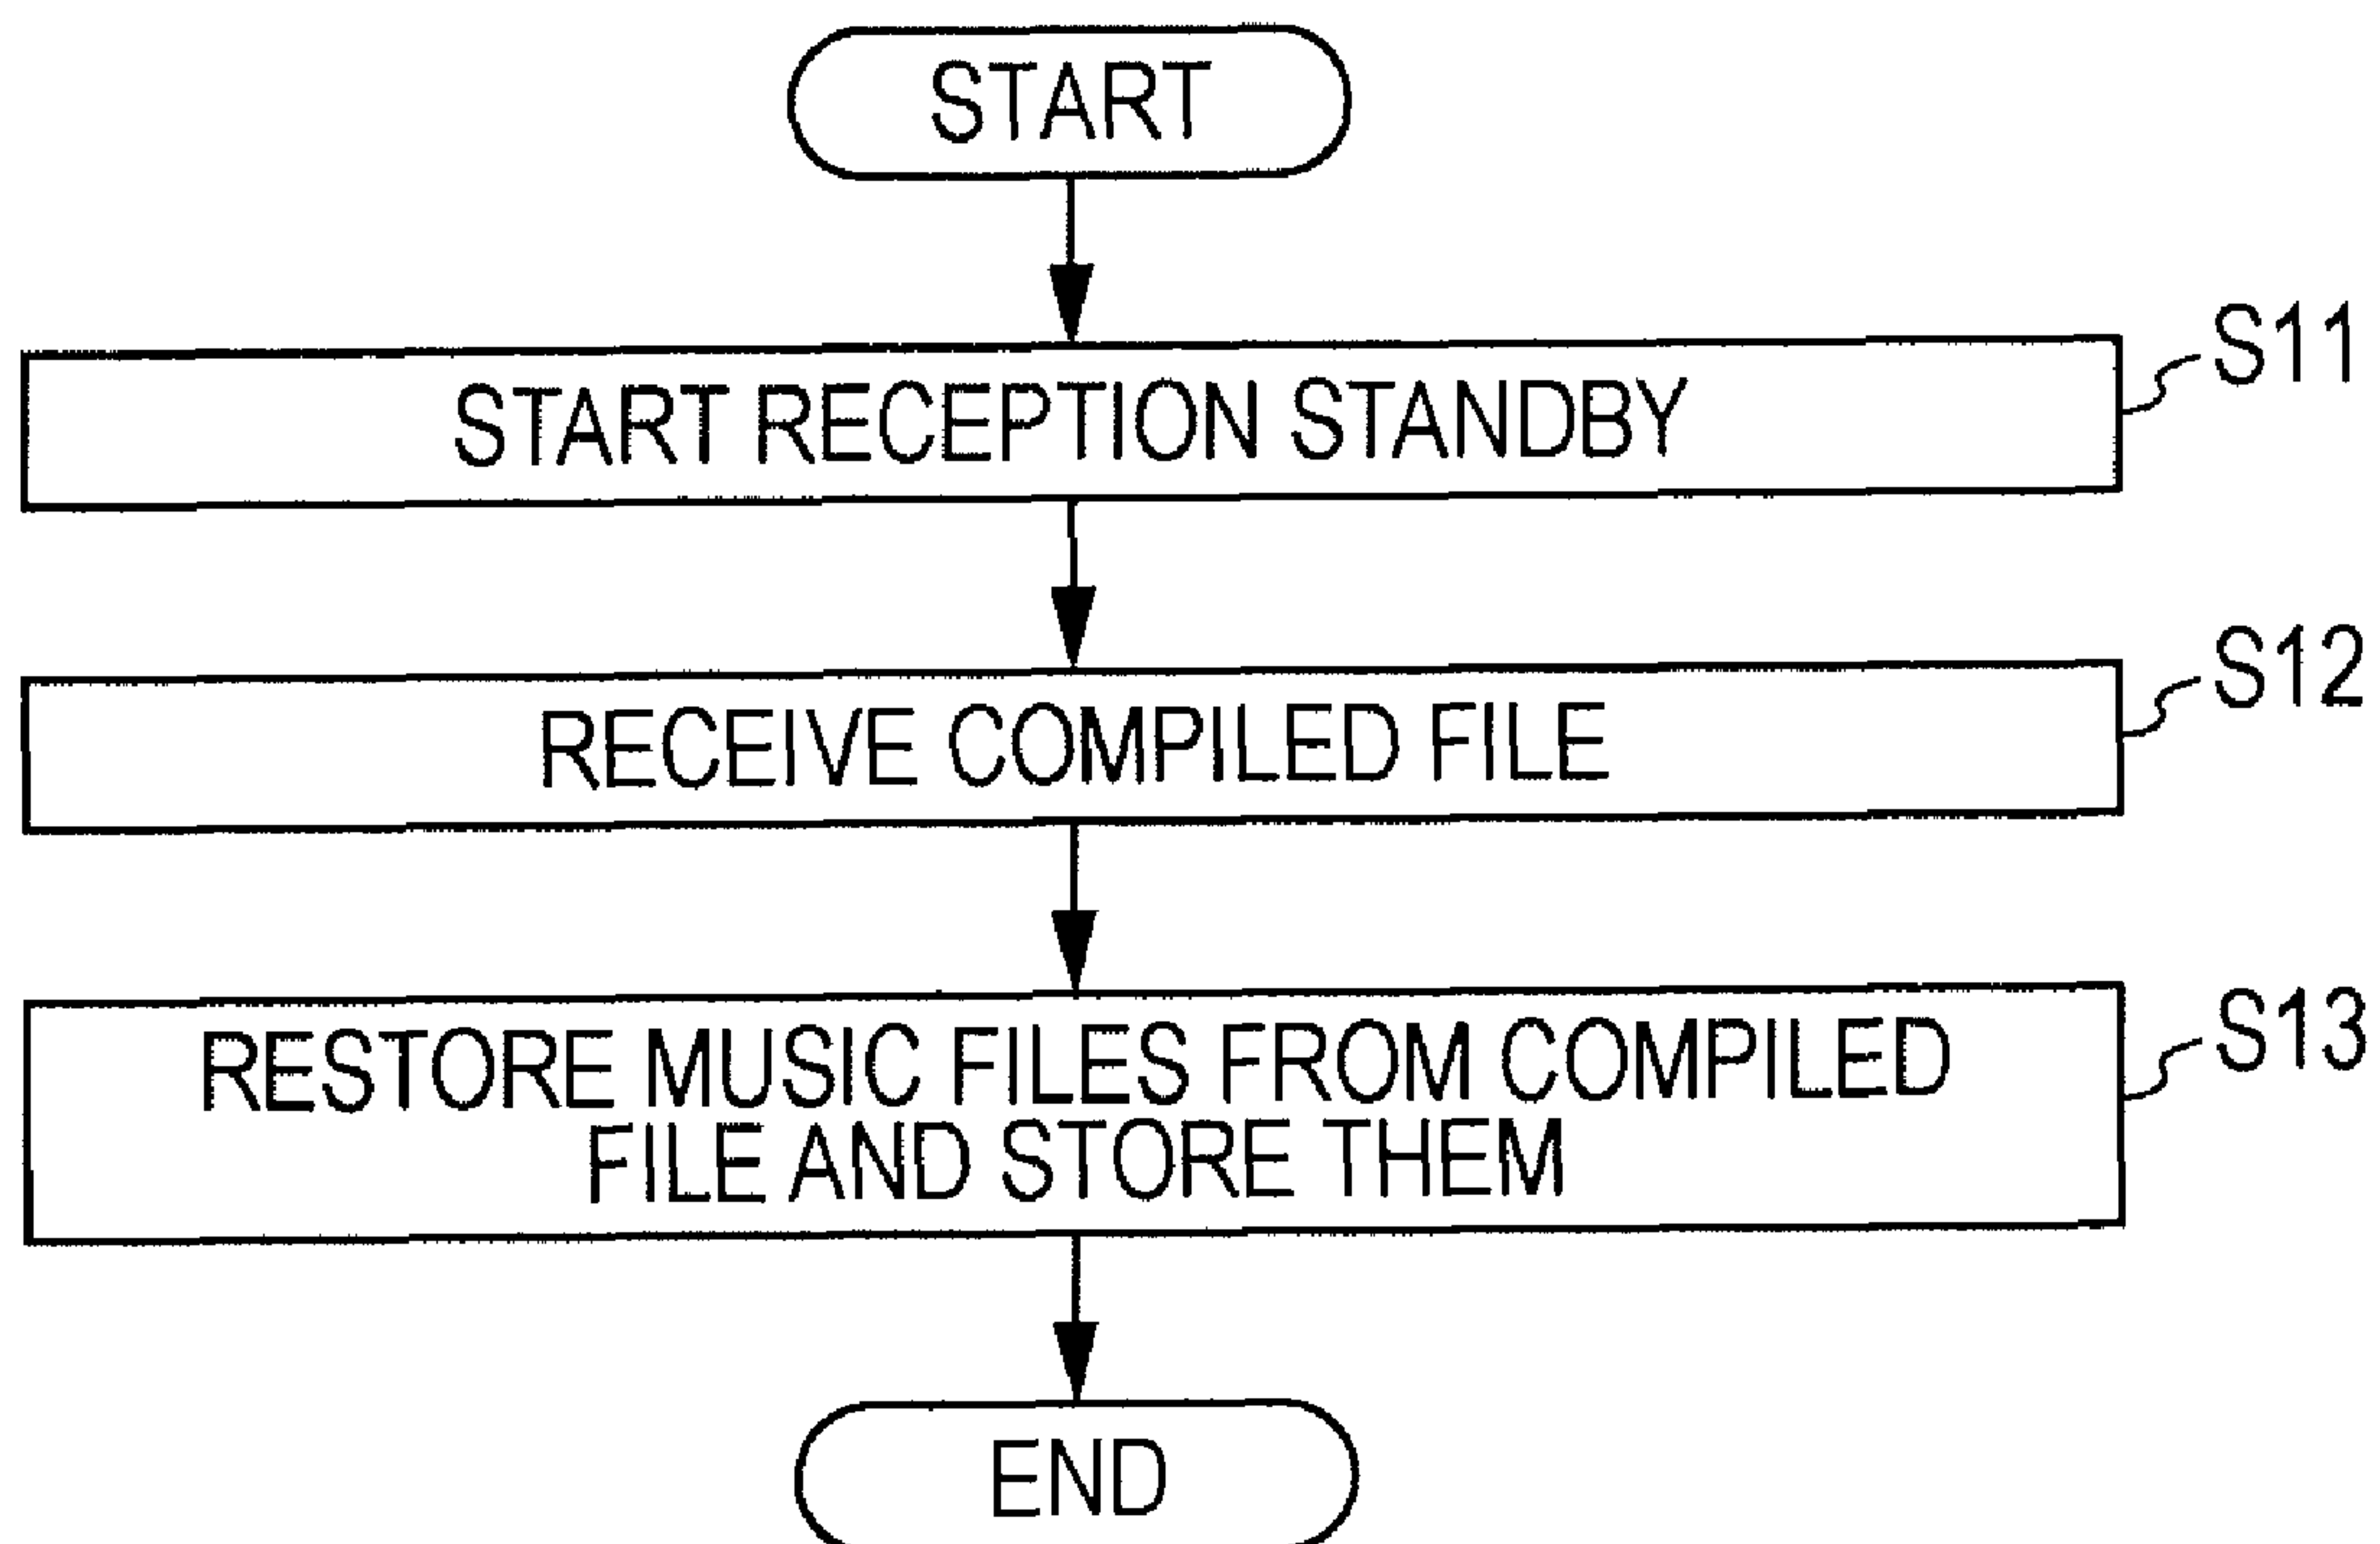 START
S11
START RECEPTION STANDBY
S12
RECEIVE COMPILED FILE
S13
RESTORE MUSIC FILES FROM COMPILED
FILE AND STORE THEM
END